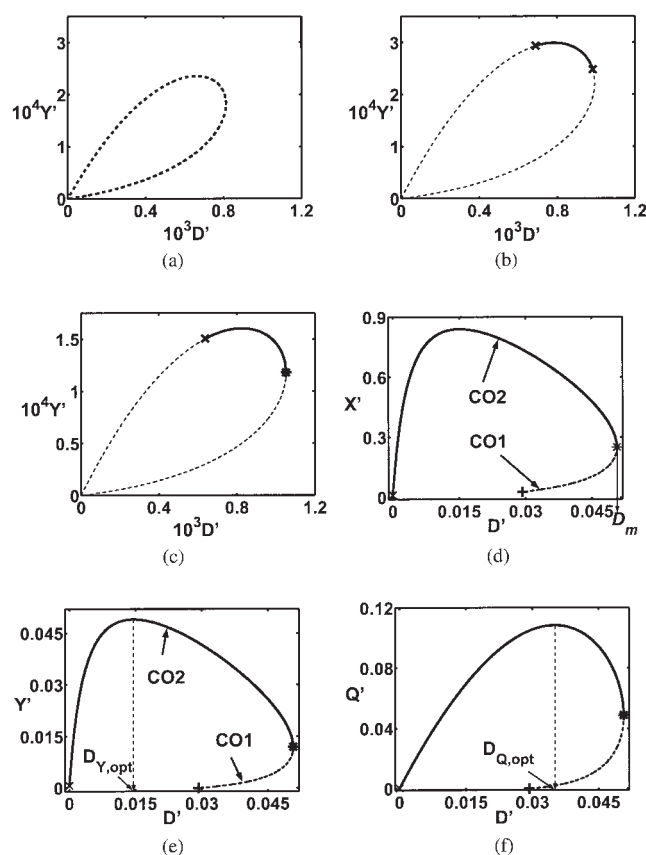 3
2
10⁴Y'
1
0
0
0.4
0.8
1.2
10³D'
(a)
3
2
10⁴Y'
1
0
0
0.4
0.8
1.2
10³D'
(b)
1.5
1
10⁴Y'
0.5
0
0
0.4
0.8
1.2
10³D'
(c)
0.9
0.6
X'
0.3
0
CO2
CO1
0
0.015
0.03
0.045
D'
D_m
(d)
0.045
0.03
Y'
0.015
0
CO2
CO1
D_Y,opt
0
0.015
0.03
0.045
D'
(e)
0.12
0.08
Q'
0.04
0
D_Q,opt
0
0.015
0.03
0.045
D'
(f)